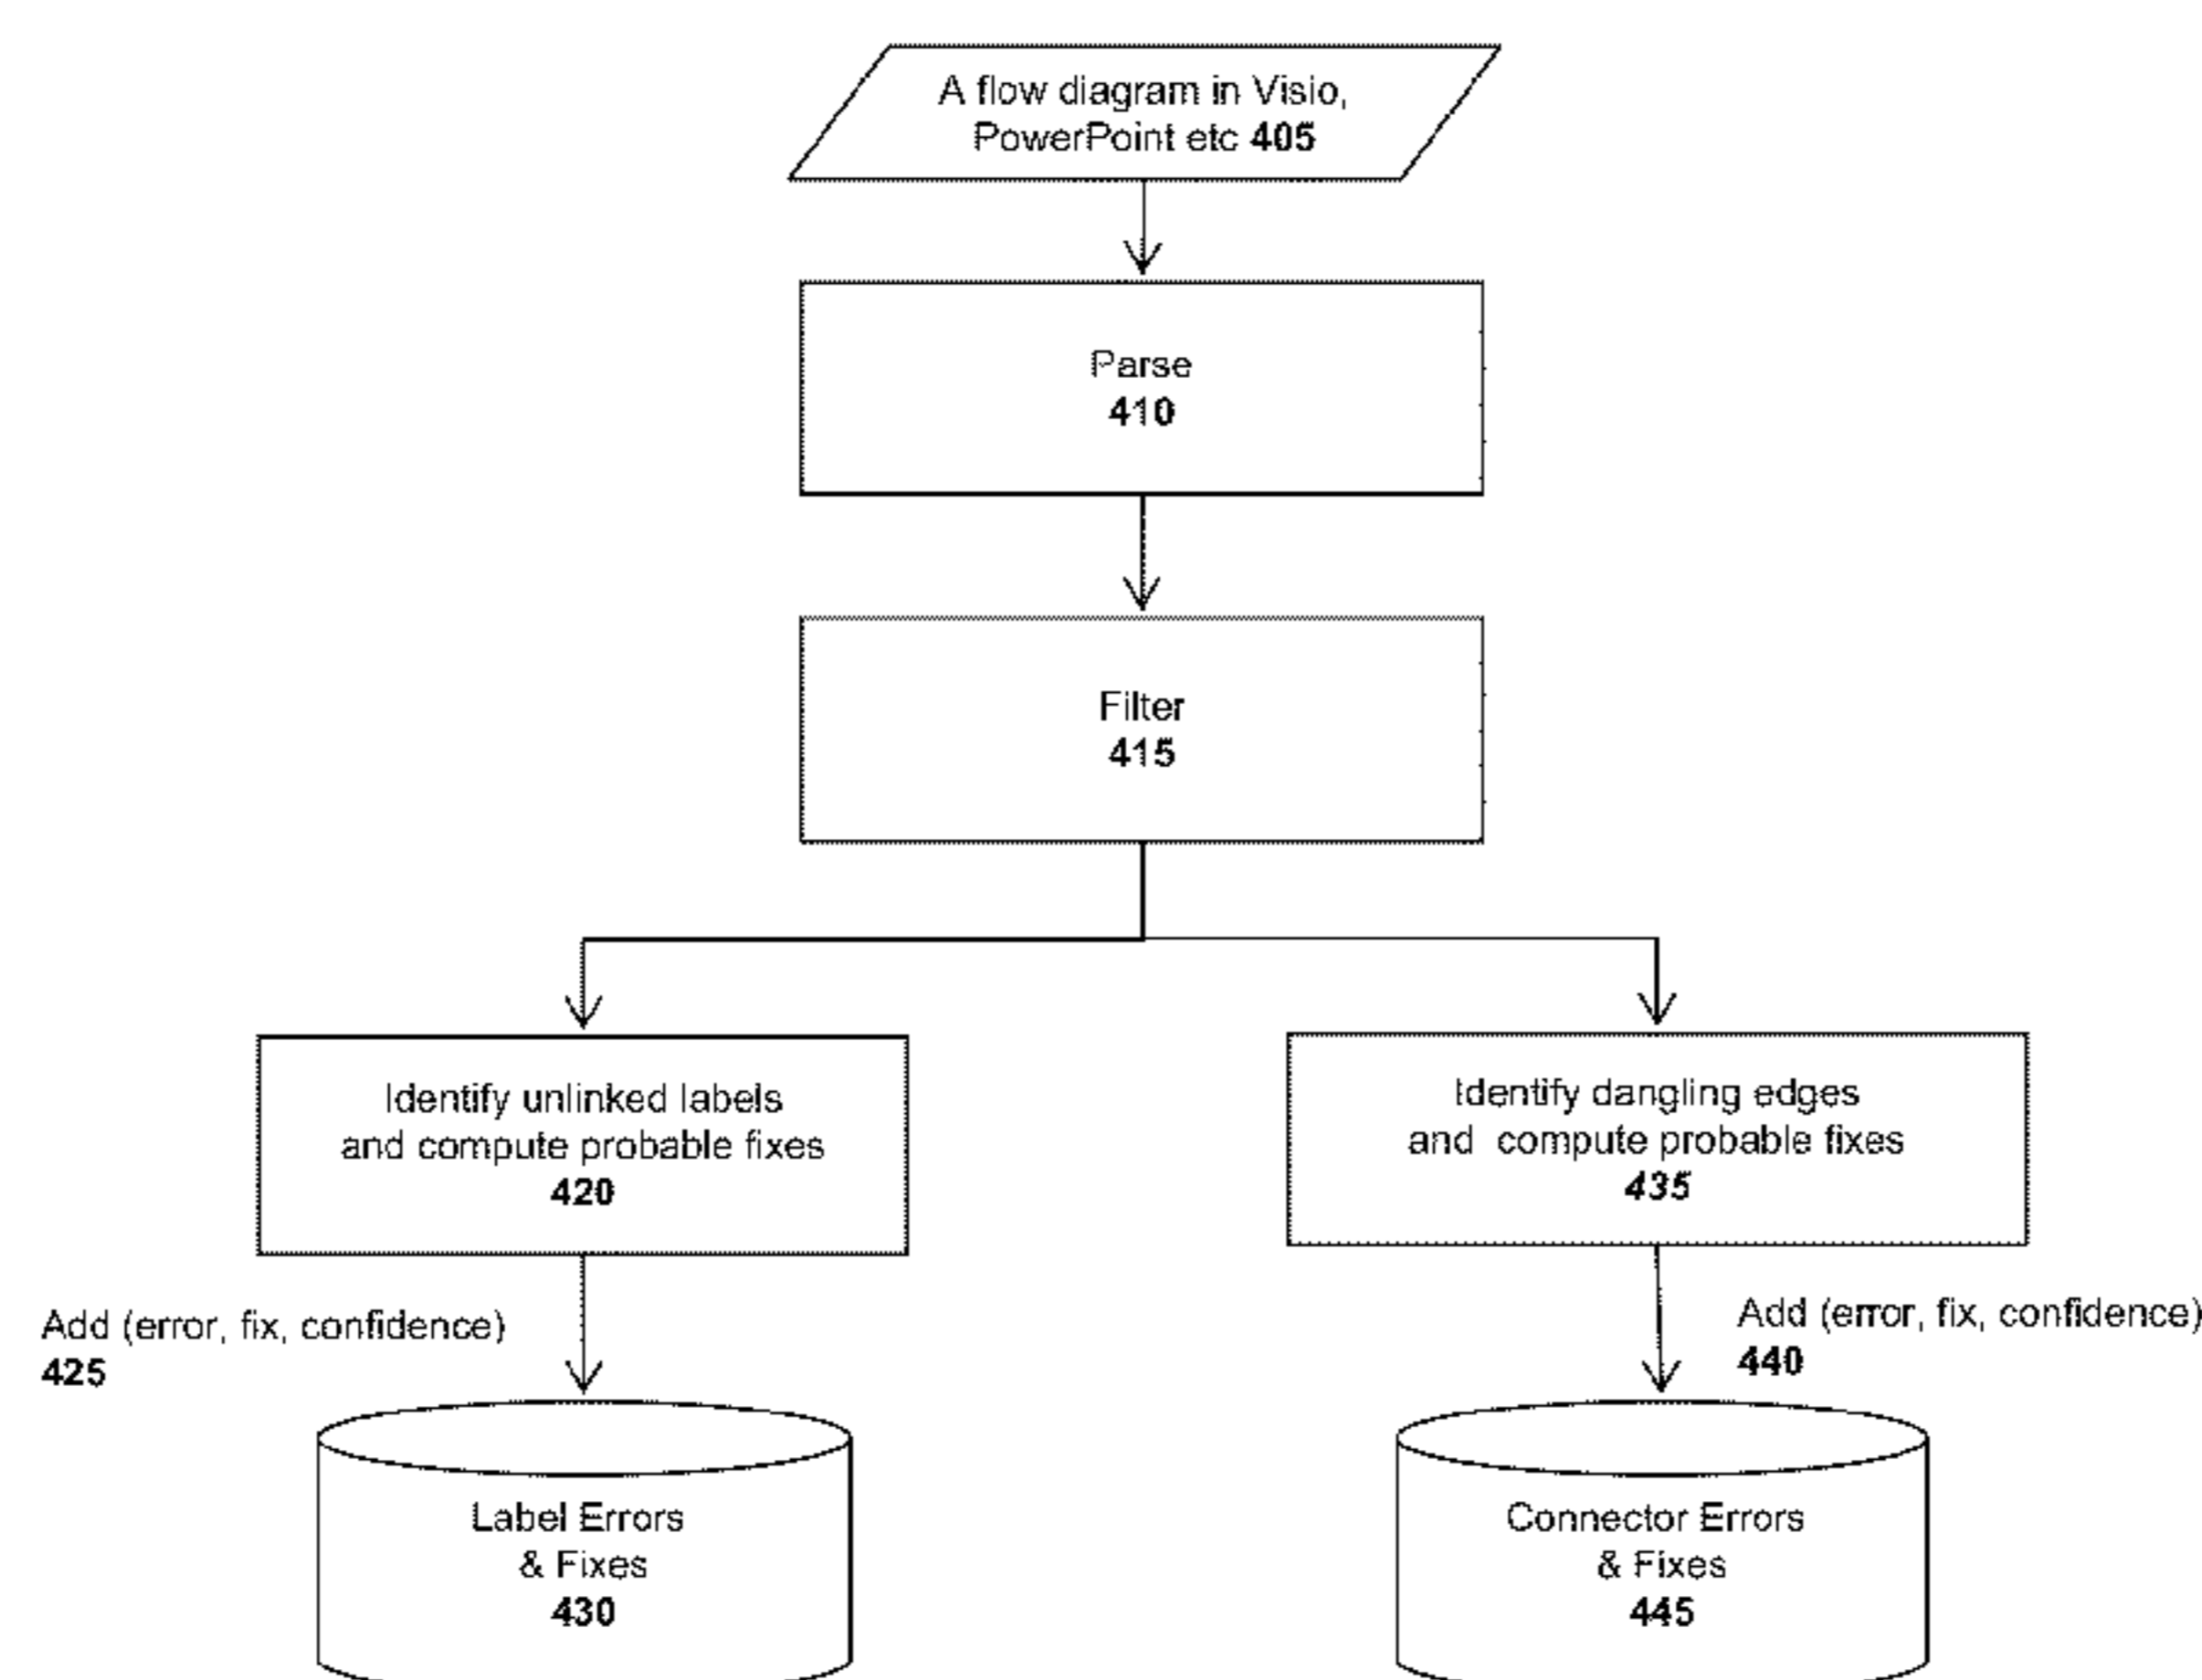 A flow diagram in Visio,
PowerPoint etc 405
Parse
410
Filter
415
Identify unlinked labels
and compute probable fixes
420
Identify dangling edges
and compute probable fixes
435
Add (error, fix, confidence)
425
Add (error, fix, confidence)
440
Label Errors
& Fixes
430
Connector Errors
& Fixes
445